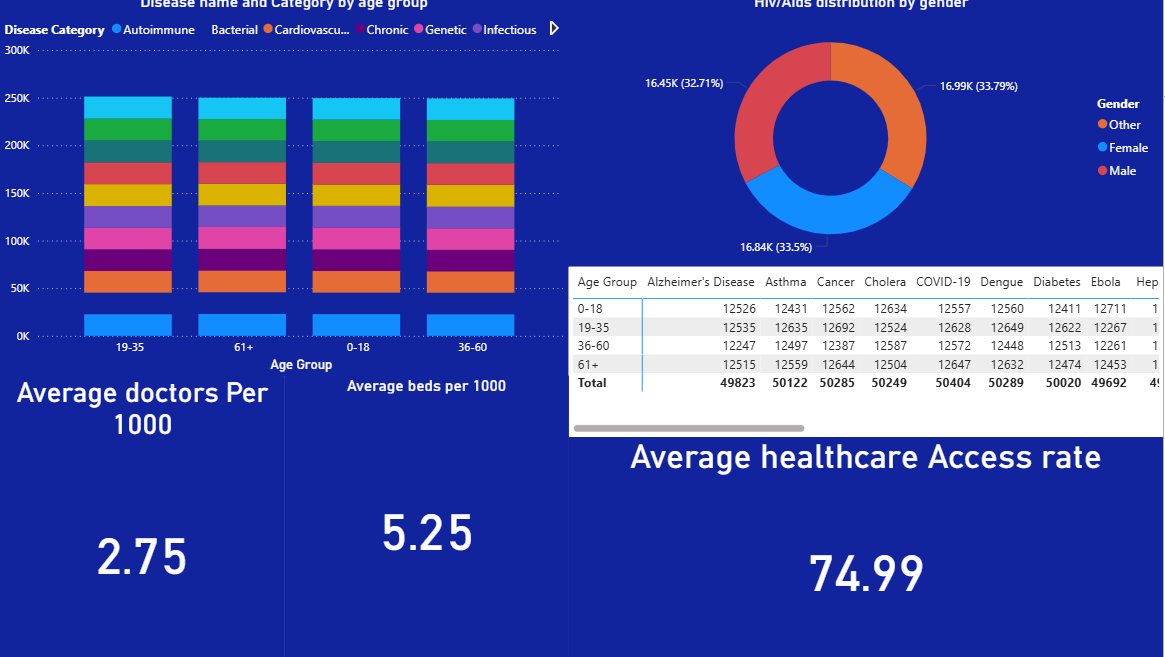 Disease name and Category by age group
Disease Category Autoimmune Bacterial Cardiovascu... Chronic Genetic Infectious
300K
250K
200K
150K
100K
50K
0K
19-35 61+ 0-18 36-60
Age Group
Hiv/Aids distribution by gender
16.45K (32.71%)
16.99K (33.79%)
16.84K (33.5%)
Gender
Other
Female
Male
Age Group Alzheimer's Disease Asthma Cancer Cholera COVID-19 Dengue Diabetes Ebola Hep
0-18 12526 12431 12562 12634 12557 12560 12411 12711 1
19-35 12535 12635 12692 12524 12628 12649 12622 12267 1
36-60 12247 12497 12387 12587 12572 12448 12513 12261 1
61+ 12515 12559 12644 12504 12647 12632 12474 12453 1
Total 49823 50122 50285 50249 50404 50289 50020 49692 49
Average doctors Per
1000
2.75
Average beds per 1000
5.25
Average healthcare Access rate
74.99